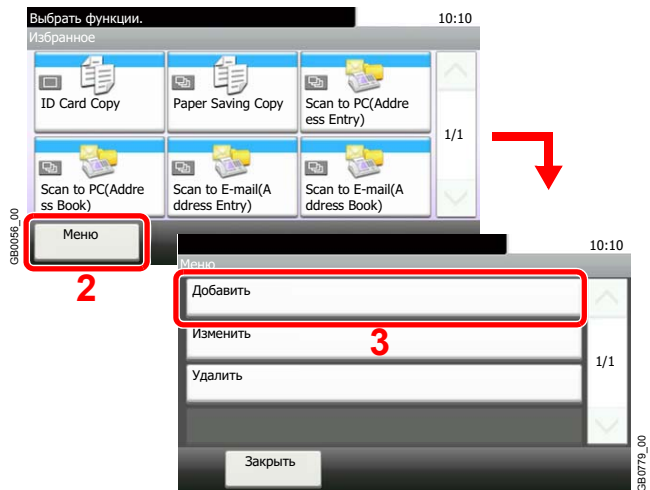 Выбрать функции.
10:10
Избранное
ID Card Copy
Paper Saving Copy
Scan to PC(Addre
ess Entry)
1/1
Scan to PC(Addre
ss Book)
Scan to E-mail(A
ddress Entry)
Scan to E-mail(A
ddress Book)
Меню
GB0056_00
2
10:10
Меню
Добавить
3
Изменить
1/1
Удалить
Закрыть
GB0779_00